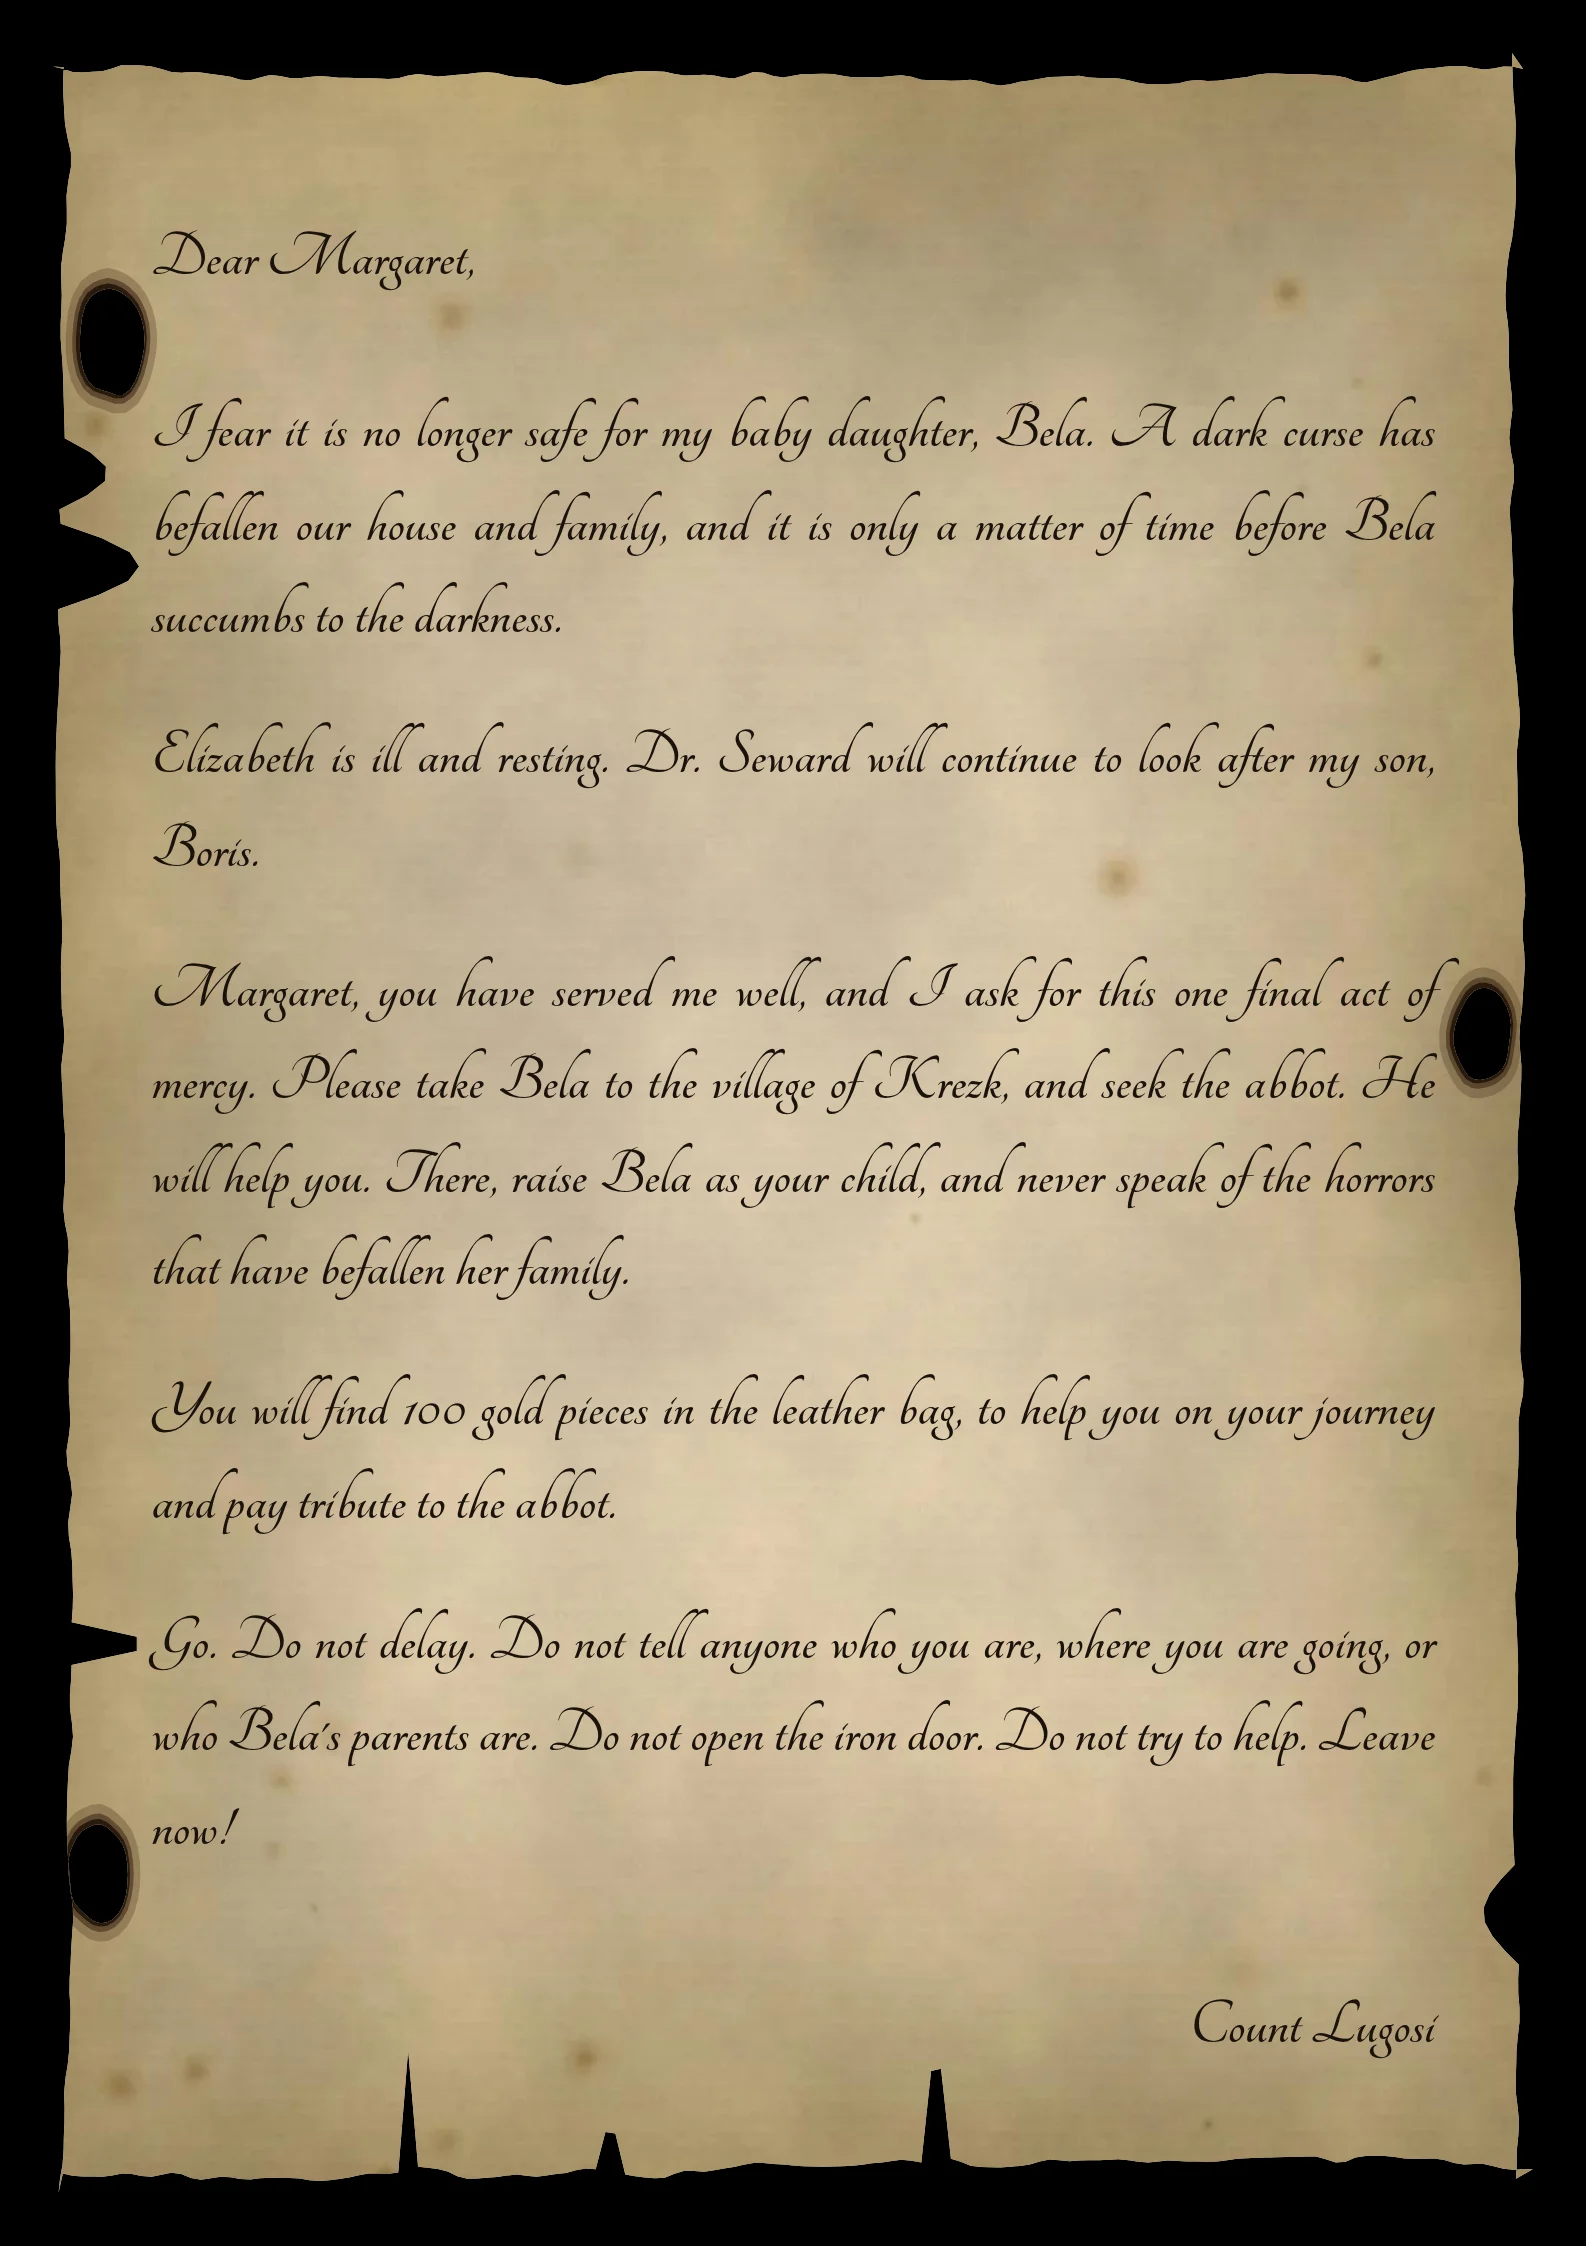 Dear Margaret,
I fear it is no longer safe for my baby daughter, Bela. A dark curse has
befallen our house and family, and it is only a matter of time before Bela
succumbs to the darkness.
Elizabeth is ill and resting. Dr. Seward will continue to look after my son,
Boris.
Margaret, you have served me well, and I ask for this one final act of
mercy. Please take Bela to the village of Krezk, and seek the abbot. He
will help you. There, raise Bela as your child, and never speak of the horrors
that have befallen her family.
You will find 100 gold pieces in the leather bag, to help you on your journey
and pay tribute to the abbot.
Go. Do not delay. Do not tell anyone who you are, where you are going, or
who Bela's parents are. Do not open the iron door. Do not try to help. Leave
now!
Count Lugosi